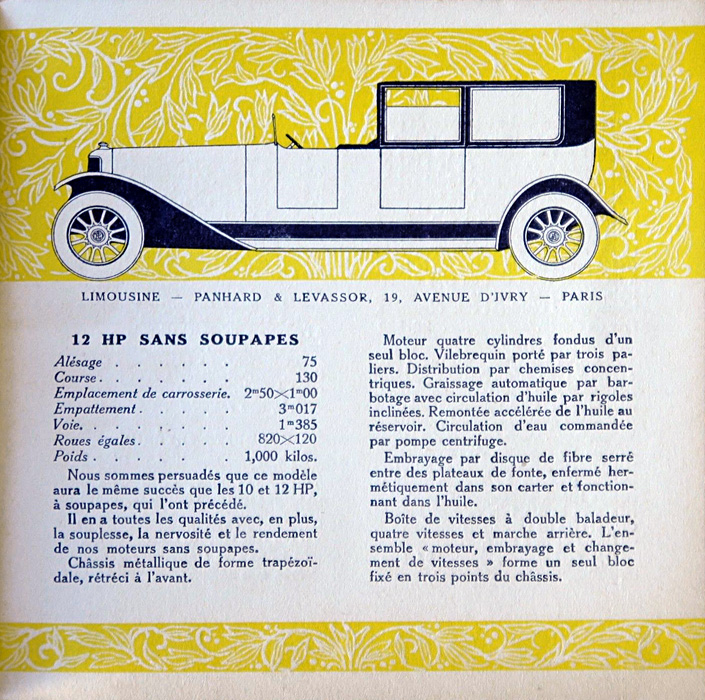 LIMOUSINE — PANHARD & LEVASSOR, 19, AVENUE D'IVRY — PARIS
12 HP SANS SOUPAPES
Alésage . . . . . . 75
Course . . . . . . . 130
Emplacement de carrosserie. 2ᵐ50×1ᵐ00
Empattement . . . . . 3ᵐ017
Voie. . . . . . . 1ᵐ385
Roues égales . . . . . 820×120
Poids . . . . . . . 1,000 kilos.
Nous sommes persuadés que ce modèle
aura le même succès que les 10 et 12 HP,
à soupapes, qui l'ont précédé.
Il en a toutes les qualités avec, en plus,
la souplesse, la nervosité et le rendement
de nos moteurs sans soupapes.
Châssis métallique de forme trapézoï-
dale, rétréci à l'avant.
Moteur quatre cylindres fondus d'un
seul bloc. Vilebrequin porté par trois pa-
liers. Distribution par chemises concen-
triques. Graissage automatique par bar-
botage avec circulation d'huile par rigoles
inclinées. Remontée accélérée de l'huile au
réservoir. Circulation d'eau commandée
par pompe centrifuge.
Embrayage par disque de fibre serré
entre des plateaux de fonte, enfermé her-
métiquement dans son carter et fonction-
nant dans l'huile.
Boîte de vitesses à double baladeur,
quatre vitesses et marche arrière. L'en-
semble « moteur, embrayage et change-
ment de vitesses » forme un seul bloc
fixé en trois points du châssis.